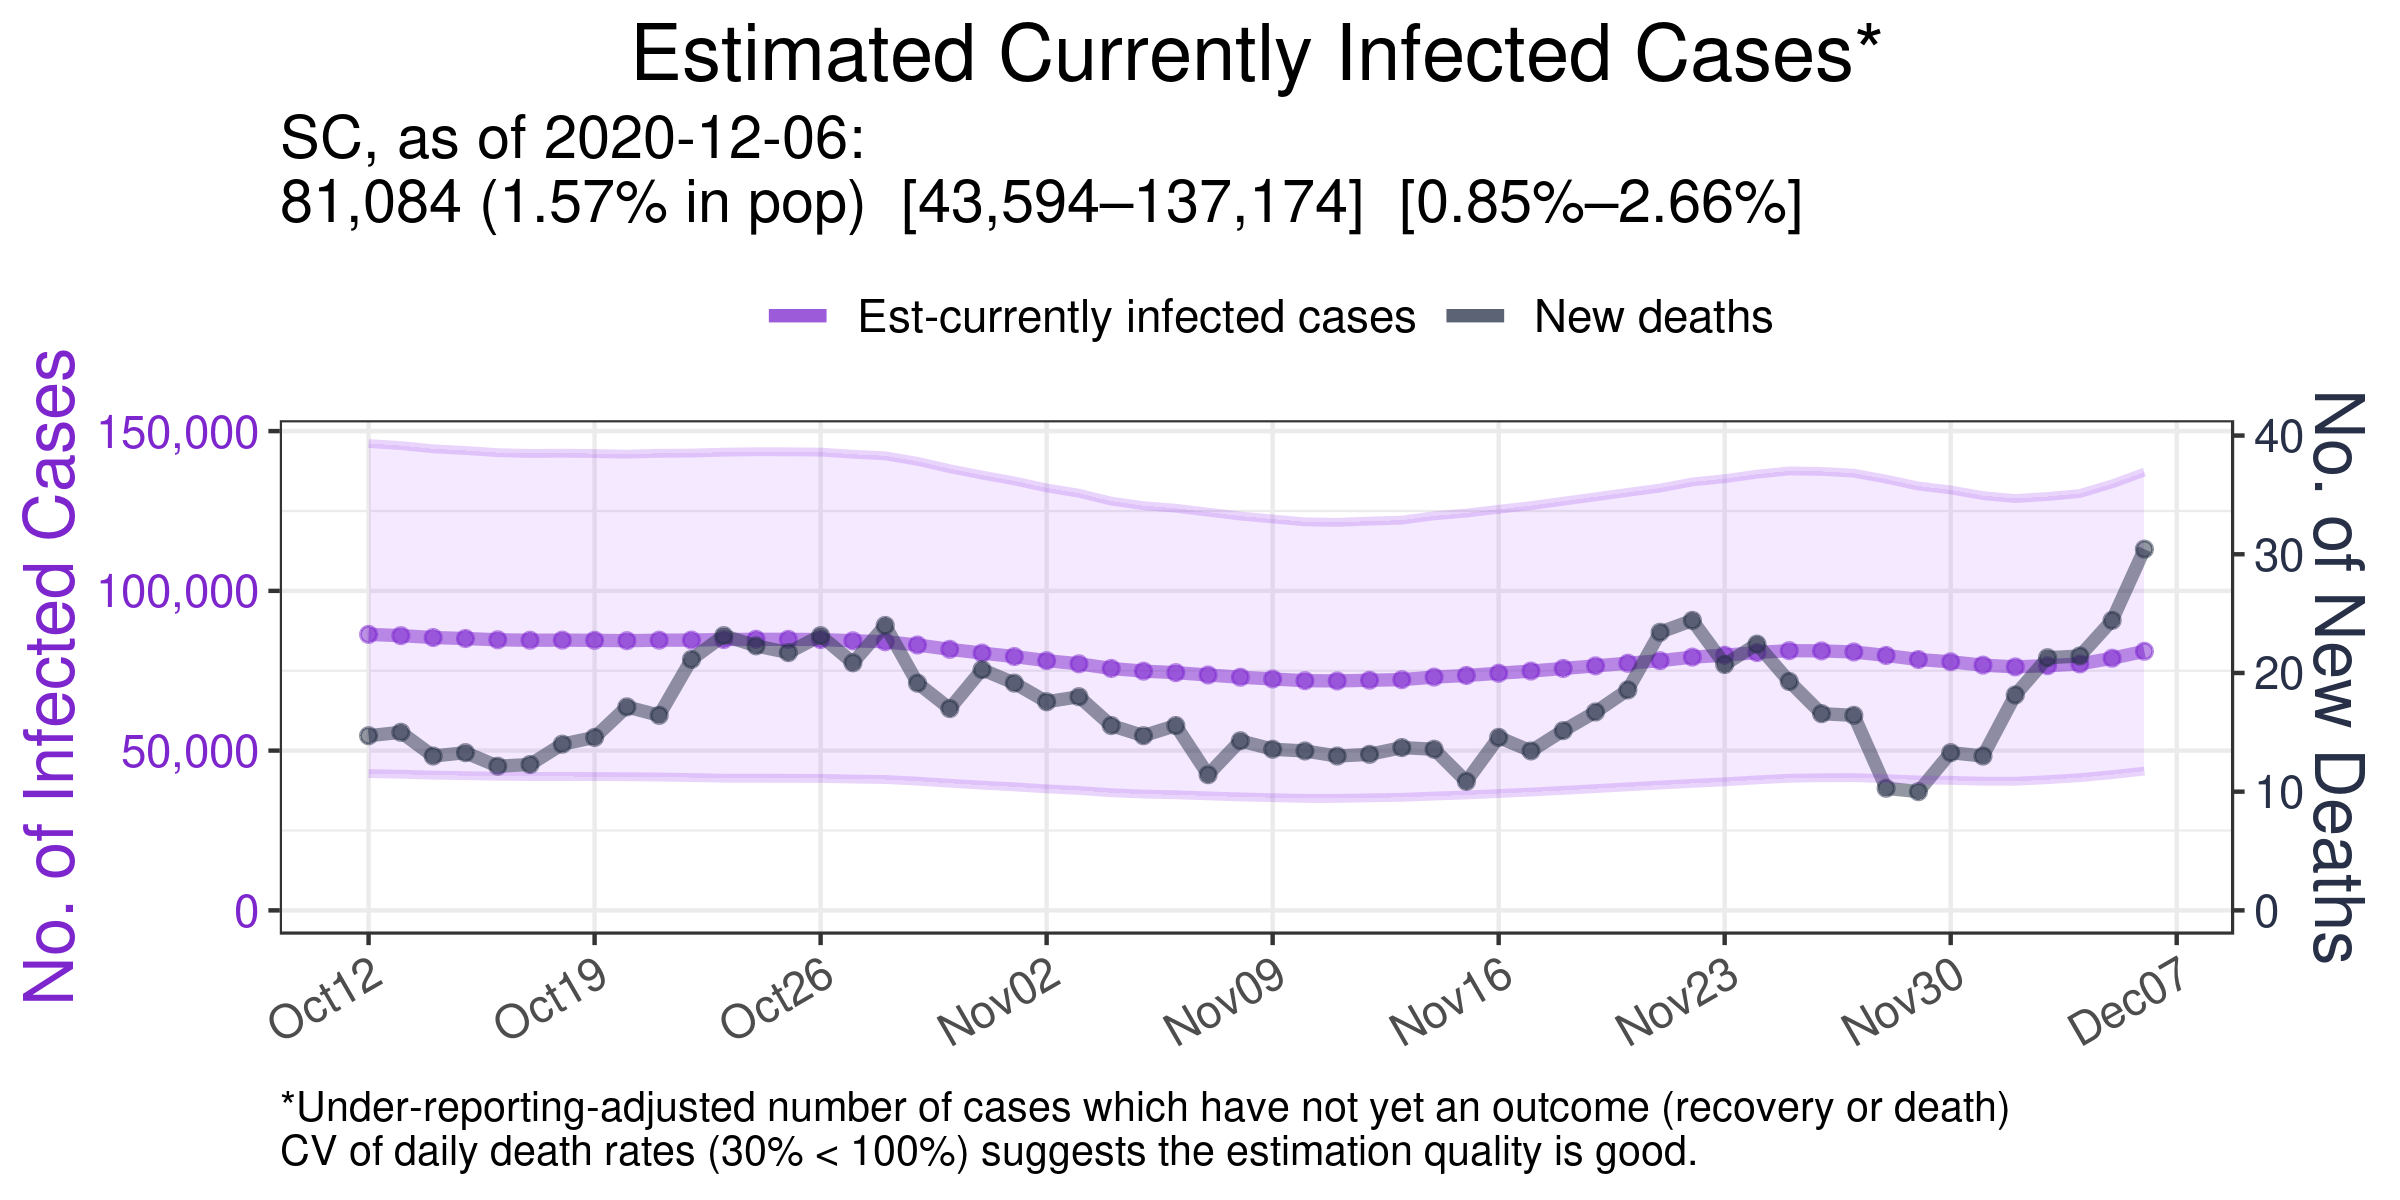 Estimated Currently Infected Cases*
SC, as of 2020-12-06:
81,084 (1.57% in pop)  [43,594–137,174]  [0.85%–2.66%]
Est-currently infected cases
New deaths
No. of Infected Cases
150,000
100,000
50,000
0
40
30
20
10
0
No. of New Deaths
Oct12
Oct19
Oct26
Nov02
Nov09
Nov16
Nov23
Nov30
Dec07
*Under-reporting-adjusted number of cases which have not yet an outcome (recovery or death)
CV of daily death rates (30% < 100%) suggests the estimation quality is good.